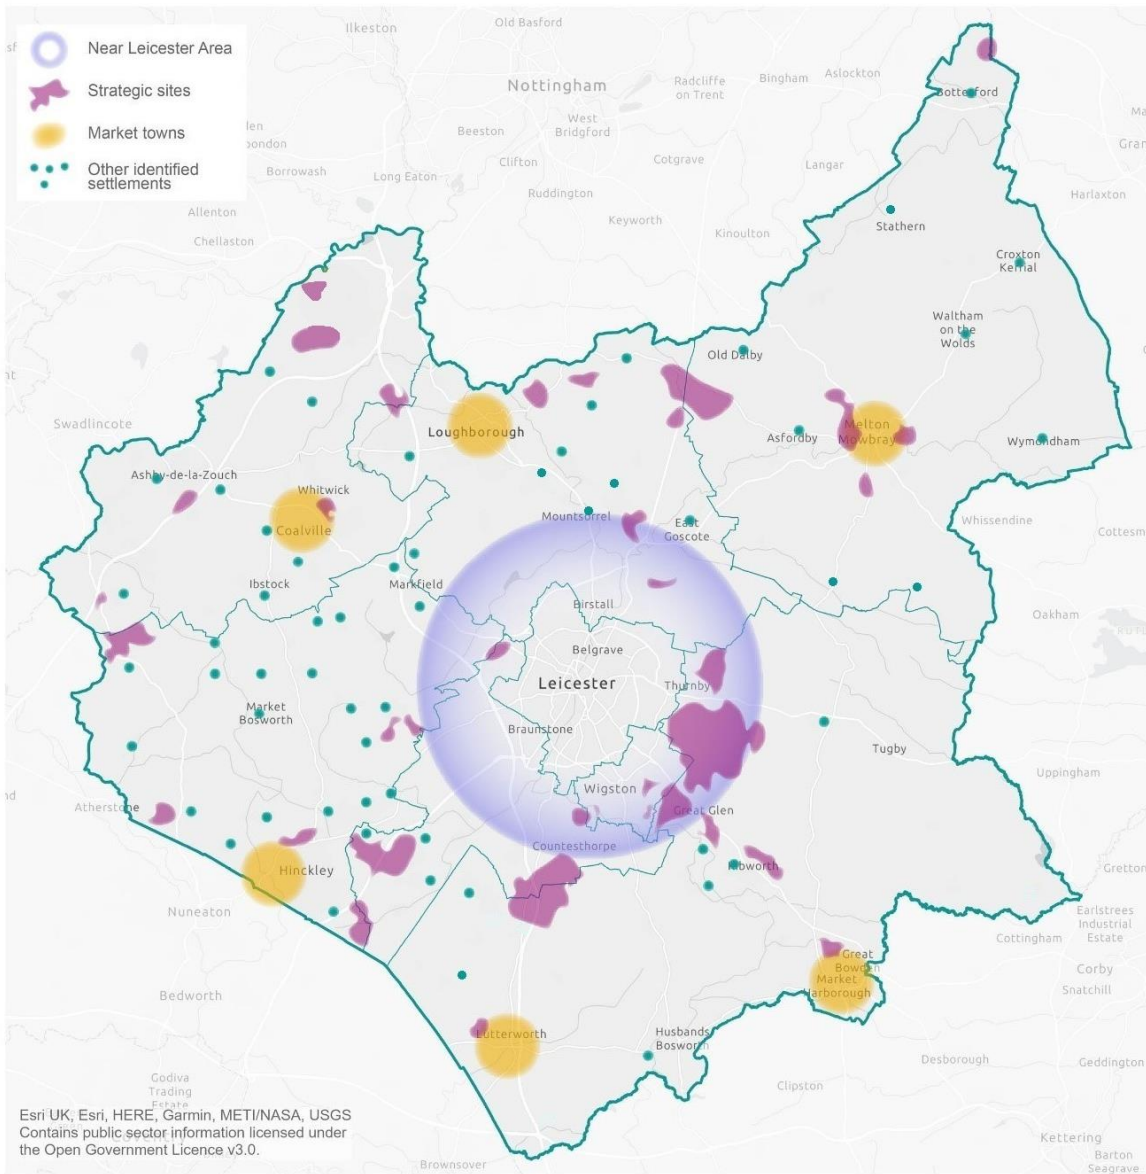 Near Leicester Area
Strategic sites
Market towns
Other identified
settlements
Ilkeston
Old Basford
Nottingham
Radcliffe
on Trent
Bingham
Aslockton
Bottesford
Beeston
West
Bridgford
Borrowash
Long Eaton
Clifton
Cotgrave
Langar
Ruddington
Harlaxton
Allenton
Chellaston
Keyworth
Kinoulton
Stathern
Croxton
Kerrial
Waltham
on the
Wolds
Old Dalby
Swadlincote
Loughborough
Asfordby
Melton
Mowbray
Wymondham
Ashby-de-la-Zouch
Whitwick
Coalville
Mountsorrel
East
Goscote
Whissendine
Cottesm
Ibstock
Markfield
Birstall
Oakham
Belgrave
Leicester
Thurnby
Market
Bosworth
Braunstone
Tugby
Uppingham
Atherstone
Wigston
Great Glen
Countesthorpe
Hinckley
Kibworth
Gretton
Nuneaton
Earlstrees
Industrial
Estate
Cottingham
Great
Bowden
Market
Harborough
Corby
Snatchill
Bedworth
Lutterworth
Husbands
Bosworth
Desborough
Geddington
Godiva
Trading
Estate
Clipston
Esri UK, Esri, HERE, Garmin, METI/NASA, USGS
Contains public sector information licensed under
the Open Government Licence v3.0.
Coventry
Kettering
Brownsover
Barton
Seagrave